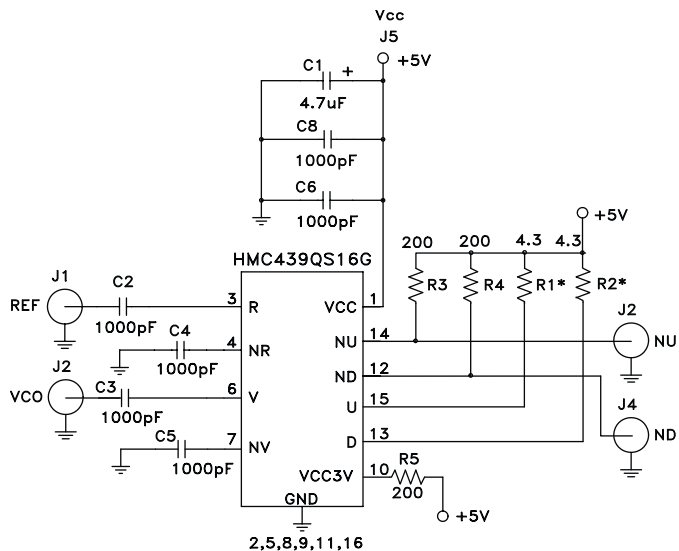 Vcc
J5
+5V
C1
+
4.7uF
C8
1000pF
C6
1000pF
+5V
200 200 4.3 4.3
R3 R4 R1* R2*
HMC439QS16G
J1
REF
C2
1000pF
3 R
VCC 1
C4
1000pF
4 NR
NU 14
J2
NU
J2
VCO
C3
1000pF
6 V
ND 12
U 15
J4
ND
C5
1000pF
7 NV
D 13
VCC3V 10
R5
200
+5V
GND
2,5,8,9,11,16